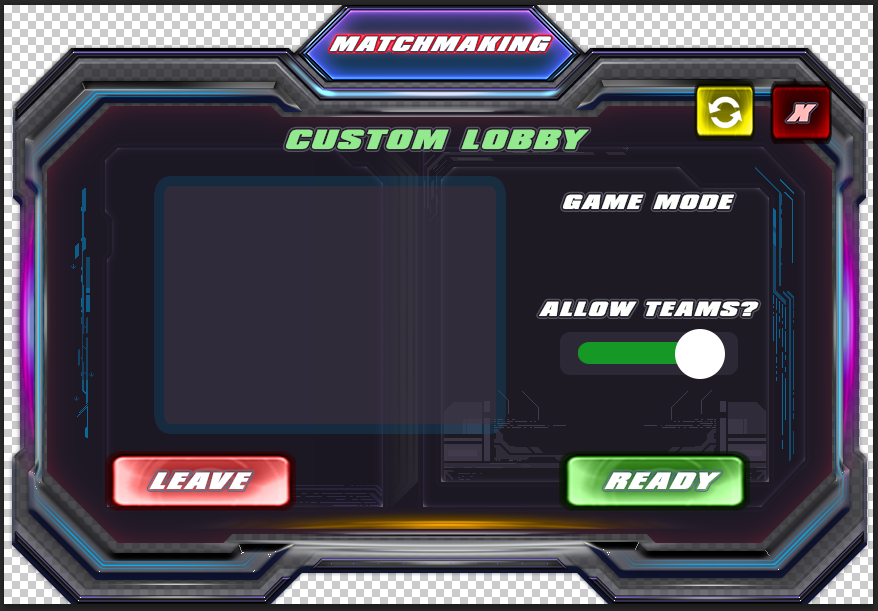 MATCHMAKING
X
CUSTOM LOBBY
GAME MODE
ALLOW TEAMS?
LEAVE
READY